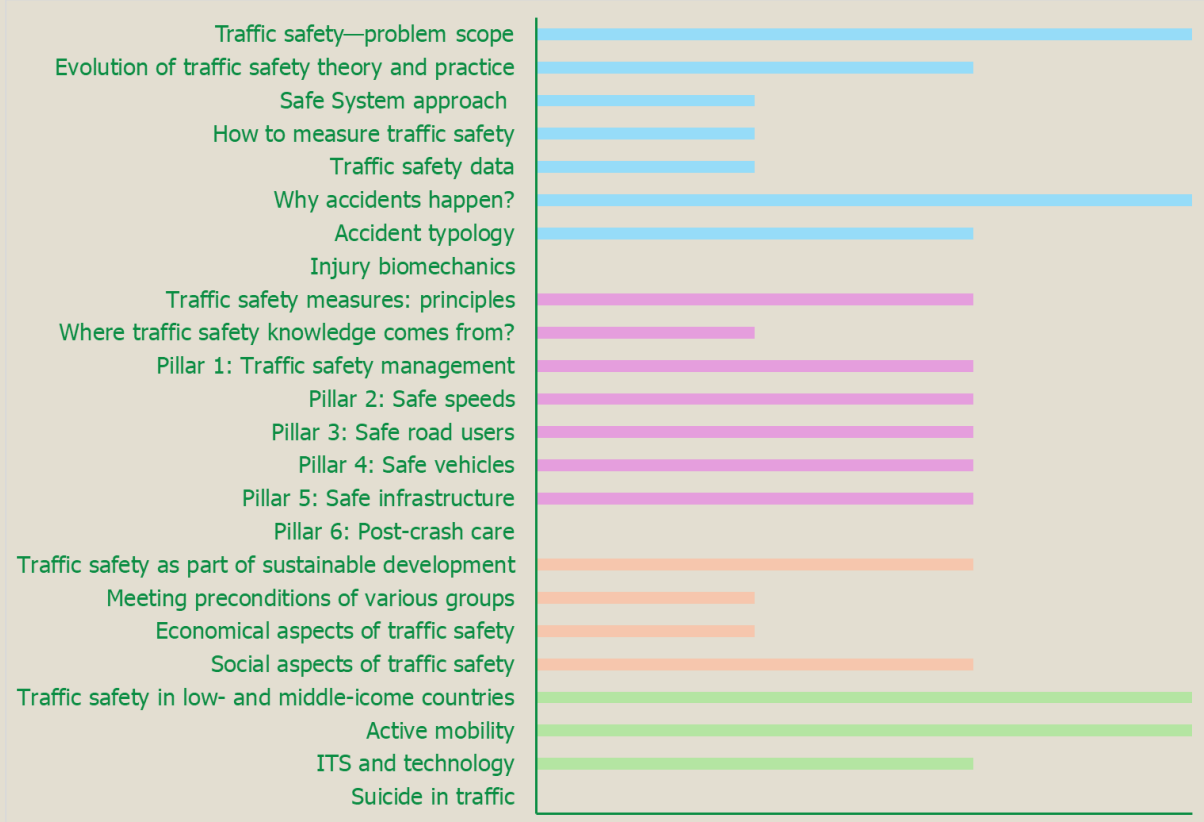 Traffic safety—problem scope
Evolution of traffic safety theory and practice
Safe System approach
How to measure traffic safety
Traffic safety data
Why accidents happen?
Accident typology
Injury biomechanics
Traffic safety measures: principles
Where traffic safety knowledge comes from?
Pillar 1: Traffic safety management
Pillar 2: Safe speeds
Pillar 3: Safe road users
Pillar 4: Safe vehicles
Pillar 5: Safe infrastructure
Pillar 6: Post-crash care
Traffic safety as part of sustainable development
Meeting preconditions of various groups
Economical aspects of traffic safety
Social aspects of traffic safety
Traffic safety in low- and middle-icome countries
Active mobility
ITS and technology
Suicide in traffic